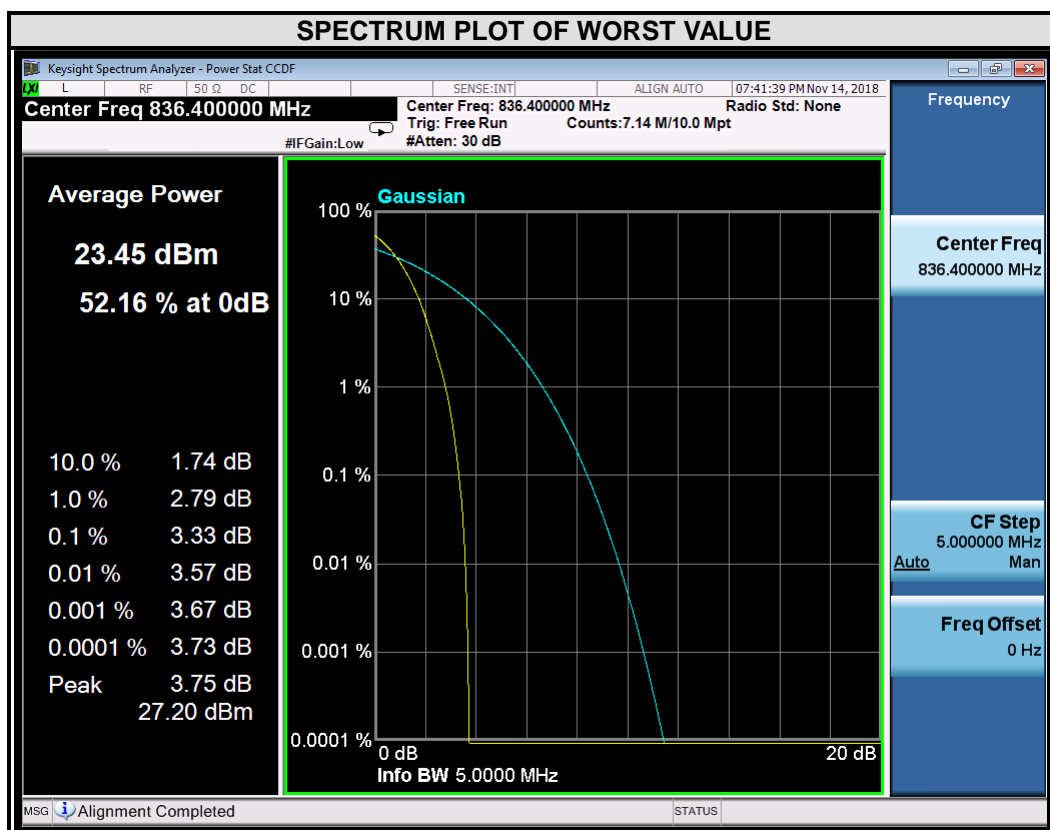 SPECTRUM PLOT OF WORST VALUE
Keysight Spectrum Analyzer - Power Stat CCDF
LXI L RF 50 Ω DC SENSE:INT ALIGN AUTO 07:41:39 PM Nov 14, 2018
Center Freq 836.400000 MHz
Center Freq: 836.400000 MHz Radio Std: None
Trig: Free Run Counts:7.14 M/10.0 Mpt
#IFGain:Low #Atten: 30 dB
Frequency
Center Freq
836.400000 MHz
CF Step
5.000000 MHz
Auto Man
Freq Offset
0 Hz
Average Power
23.45 dBm
52.16 % at 0dB
10.0 % 1.74 dB
1.0 % 2.79 dB
0.1 % 3.33 dB
0.01 % 3.57 dB
0.001 % 3.67 dB
0.0001 % 3.73 dB
Peak 3.75 dB
27.20 dBm
Gaussian
100 %
10 %
1 %
0.1 %
0.01 %
0.001 %
0.0001 %
0 dB 20 dB
Info BW 5.0000 MHz
MSG Alignment Completed STATUS